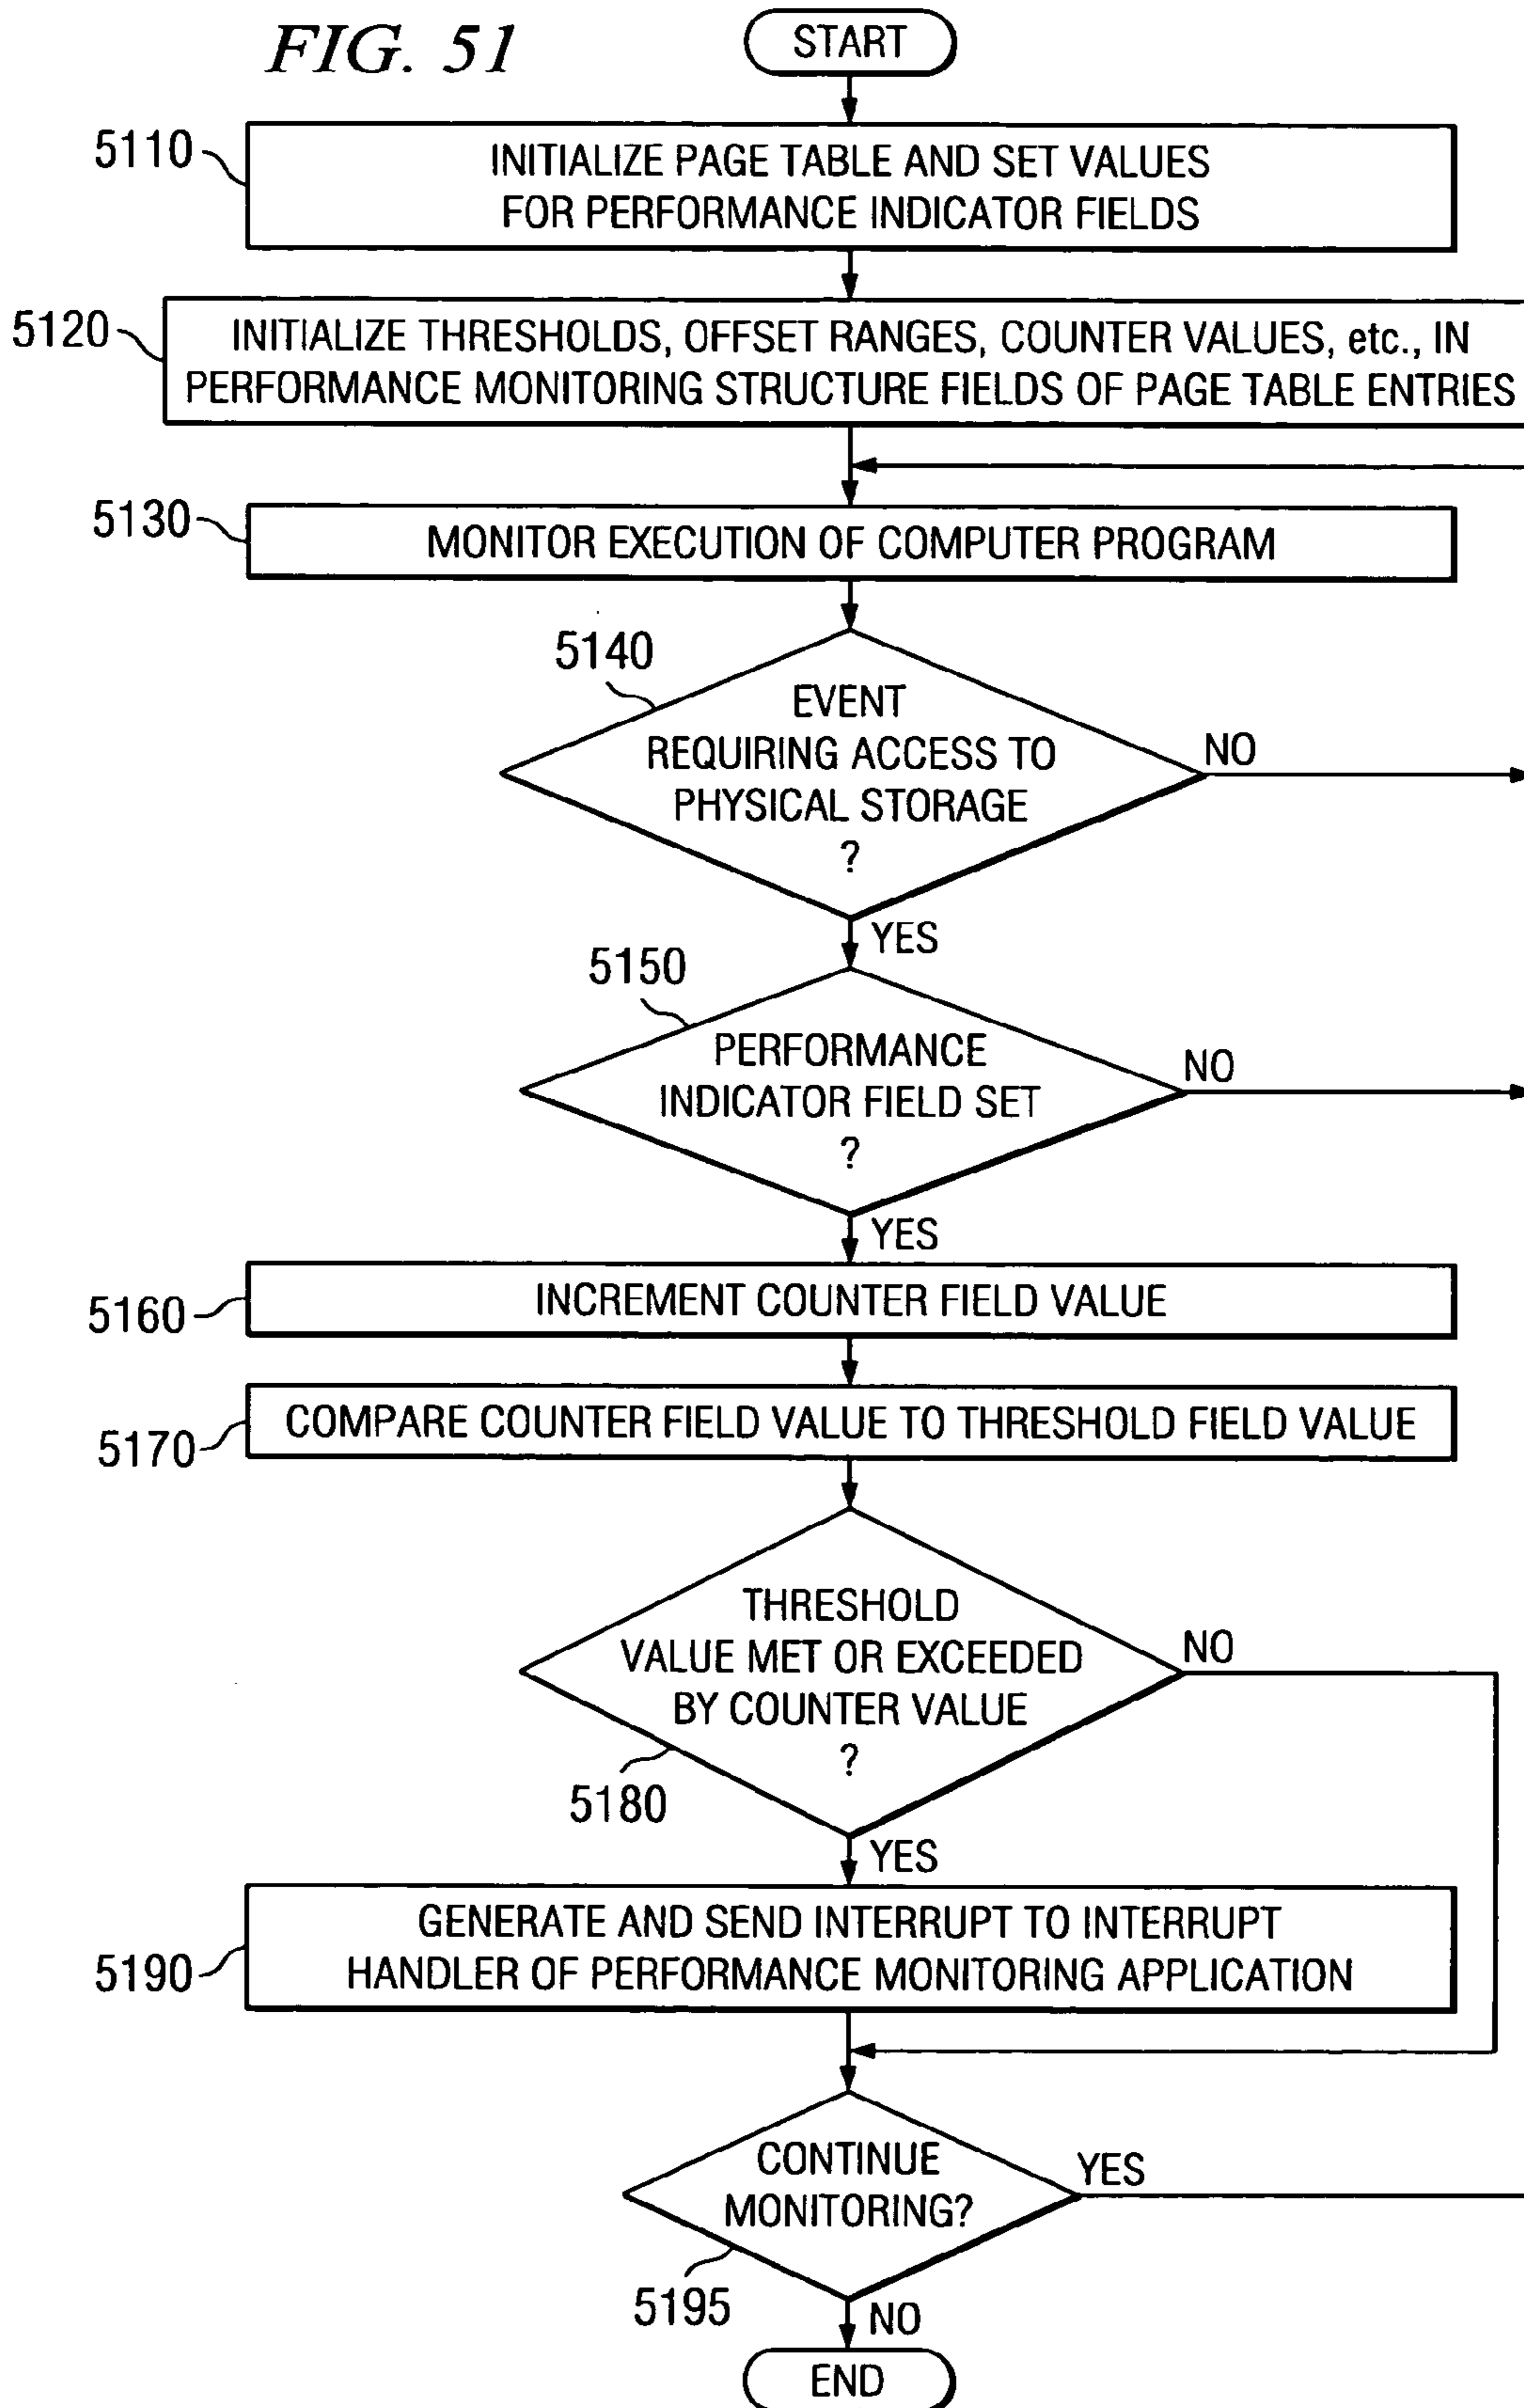 FIG. 51
START
5110
INITIALIZE PAGE TABLE AND SET VALUES
FOR PERFORMANCE INDICATOR FIELDS
5120
INITIALIZE THRESHOLDS, OFFSET RANGES, COUNTER VALUES, etc., IN
PERFORMANCE MONITORING STRUCTURE FIELDS OF PAGE TABLE ENTRIES
5130
MONITOR EXECUTION OF COMPUTER PROGRAM
5140
EVENT
REQUIRING ACCESS TO
PHYSICAL STORAGE
?
NO
YES
5150
PERFORMANCE
INDICATOR FIELD SET
?
NO
YES
5160
INCREMENT COUNTER FIELD VALUE
5170
COMPARE COUNTER FIELD VALUE TO THRESHOLD FIELD VALUE
THRESHOLD
VALUE MET OR EXCEEDED
BY COUNTER VALUE
?
NO
5180
YES
5190
GENERATE AND SEND INTERRUPT TO INTERRUPT
HANDLER OF PERFORMANCE MONITORING APPLICATION
CONTINUE
MONITORING?
YES
5195
NO
END